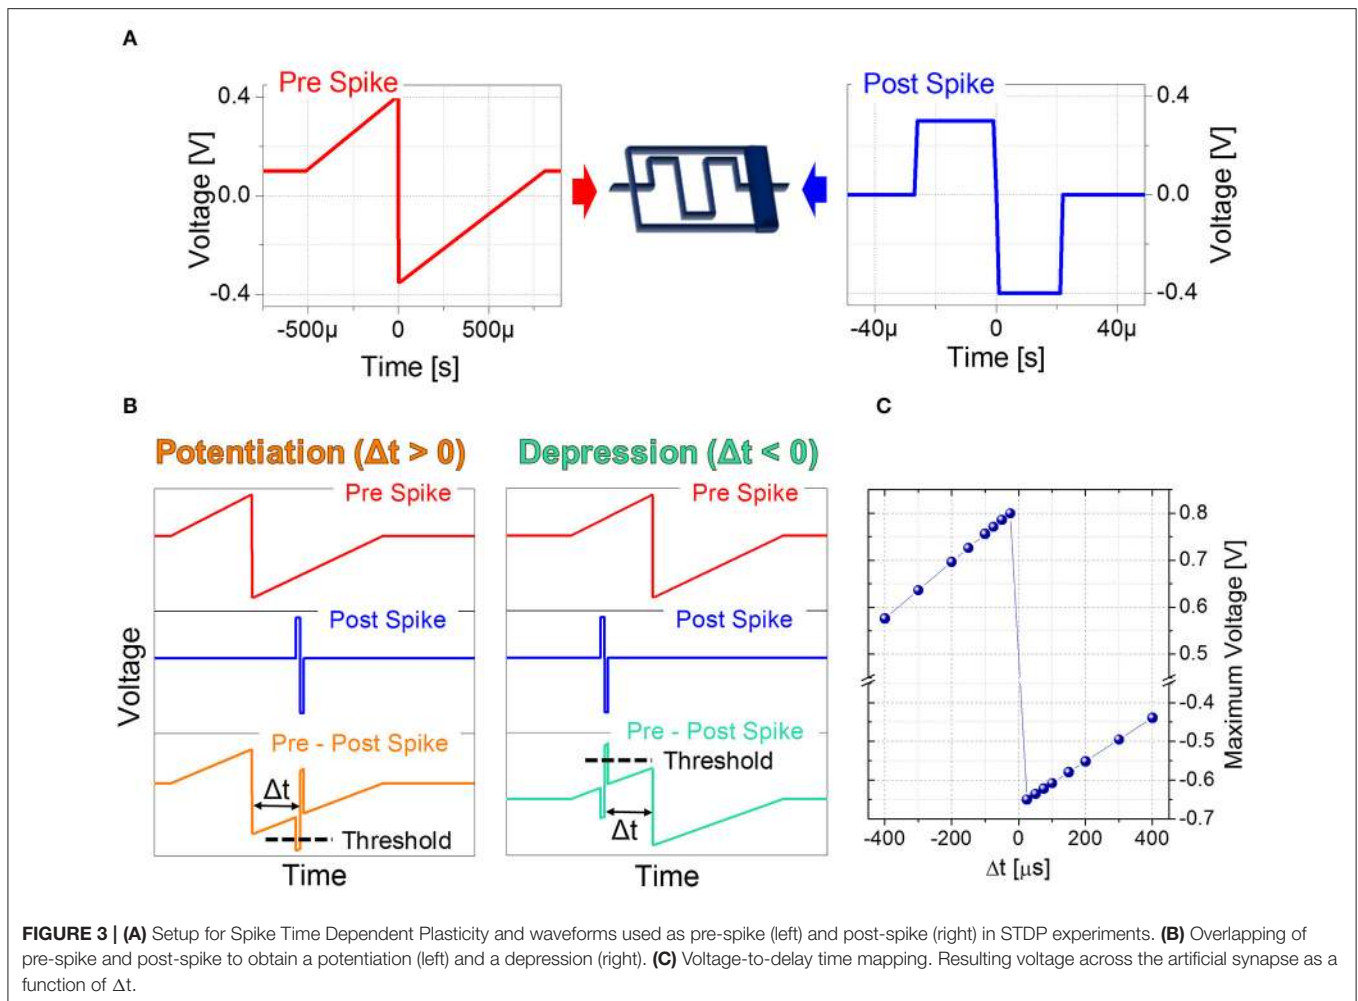 A
Pre Spike
0.4
0.0
-0.4
Voltage [V]
-500µ
0
500µ
Time [s]
Post Spike
0.4
0.0
-0.4
Voltage [V]
-40µ
0
40µ
Time [s]
B
Potentiation (Δt > 0)
Pre Spike
Post Spike
Pre - Post Spike
Δt
Threshold
Voltage
Time
Depression (Δt < 0)
Pre Spike
Post Spike
Pre - Post Spike
Threshold
Δt
Time
C
0.8
0.7
0.6
0.5
-0.4
-0.5
-0.6
-0.7
Maximum Voltage [V]
-400
-200
0
200
400
Δt [µs]
FIGURE 3 | (A) Setup for Spike Time Dependent Plasticity and waveforms used as pre-spike (left) and post-spike (right) in STDP experiments. (B) Overlapping of
pre-spike and post-spike to obtain a potentiation (left) and a depression (right). (C) Voltage-to-delay time mapping. Resulting voltage across the artificial synapse as a
function of Δt.